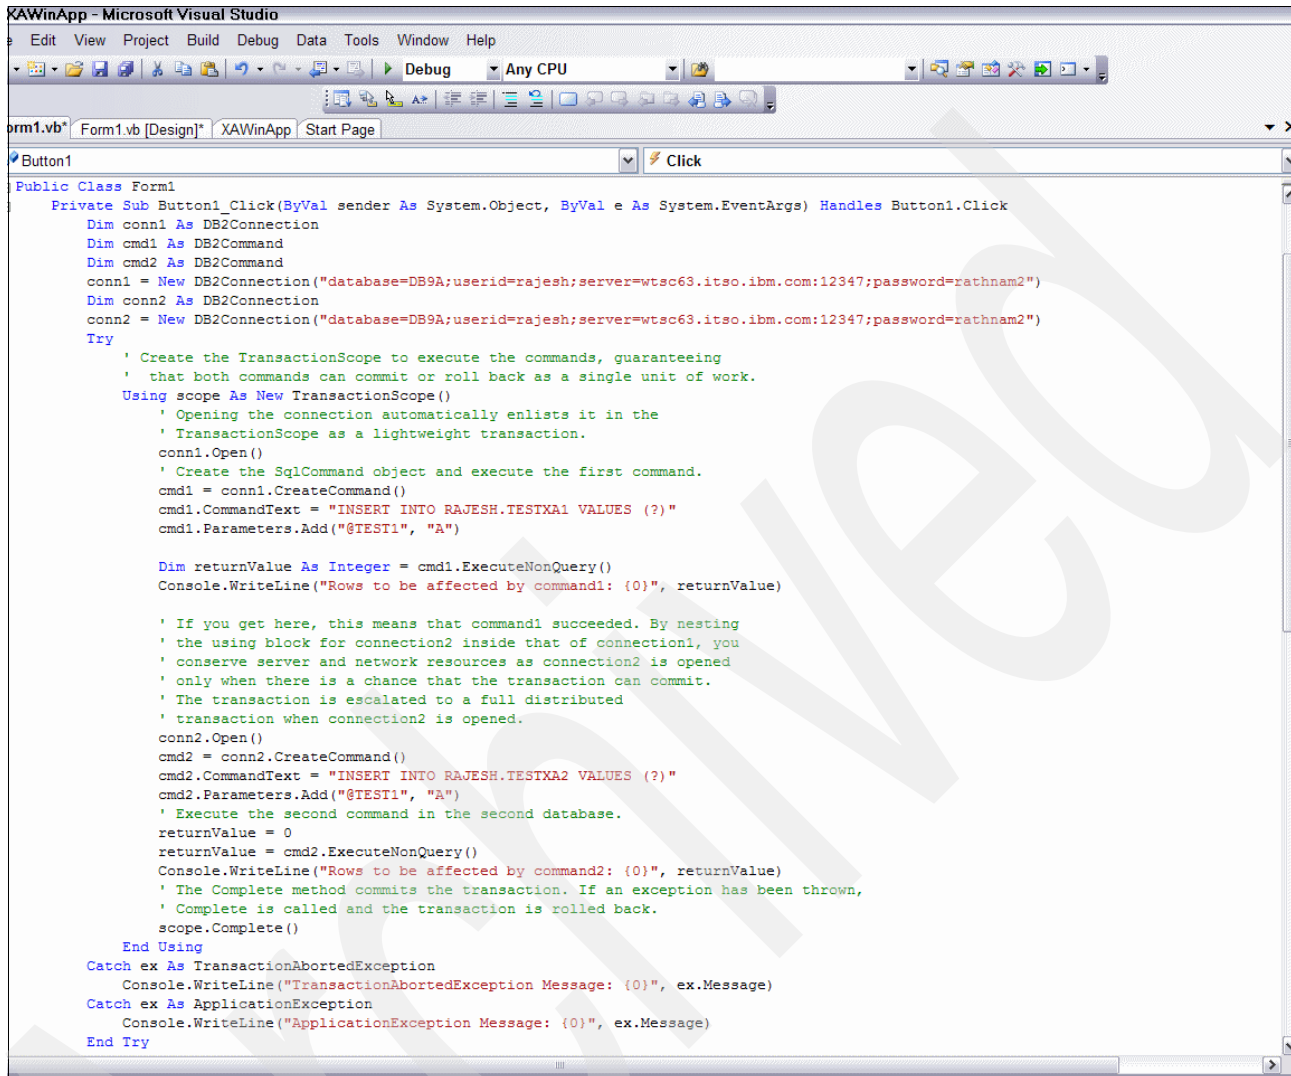 XAWinApp - Microsoft Visual Studio
Edit View Project Build Debug Data Tools Window Help
Debug Any CPU
orm1.vb* Form1.vb [Design]* XAWinApp Start Page
Button1 Click
Public Class Form1
Private Sub Button1_Click(ByVal sender As System.Object, ByVal e As System.EventArgs) Handles Button1.Click
Dim conn1 As DB2Connection
Dim cmd1 As DB2Command
Dim cmd2 As DB2Command
conn1 = New DB2Connection("database=DB9A;userid=rajesh;server=wtsc63.itso.ibm.com:12347;password=rathnam2")
Dim conn2 As DB2Connection
conn2 = New DB2Connection("database=DB9A;userid=rajesh;server=wtsc63.itso.ibm.com:12347;password=rathnam2")
Try
' Create the TransactionScope to execute the commands, guaranteeing
' that both commands can commit or roll back as a single unit of work.
Using scope As New TransactionScope()
' Opening the connection automatically enlists it in the
' TransactionScope as a lightweight transaction.
conn1.Open()
' Create the SqlCommand object and execute the first command.
cmd1 = conn1.CreateCommand()
cmd1.CommandText = "INSERT INTO RAJESH.TESTXA1 VALUES (?)"
cmd1.Parameters.Add("@TEST1", "A")
Dim returnValue As Integer = cmd1.ExecuteNonQuery()
Console.WriteLine("Rows to be affected by command1: {0}", returnValue)
' If you get here, this means that command1 succeeded. By nesting
' the using block for connection2 inside that of connection1, you
' conserve server and network resources as connection2 is opened
' only when there is a chance that the transaction can commit.
' The transaction is escalated to a full distributed
' transaction when connection2 is opened.
conn2.Open()
cmd2 = conn2.CreateCommand()
cmd2.CommandText = "INSERT INTO RAJESH.TESTXA2 VALUES (?)"
cmd2.Parameters.Add("@TEST1", "A")
' Execute the second command in the second database.
returnValue = 0
returnValue = cmd2.ExecuteNonQuery()
Console.WriteLine("Rows to be affected by command2: {0}", returnValue)
' The Complete method commits the transaction. If an exception has been thrown,
' Complete is called and the transaction is rolled back.
scope.Complete()
End Using
Catch ex As TransactionAbortedException
Console.WriteLine("TransactionAbortedException Message: {0}", ex.Message)
Catch ex As ApplicationException
Console.WriteLine("ApplicationException Message: {0}", ex.Message)
End Try